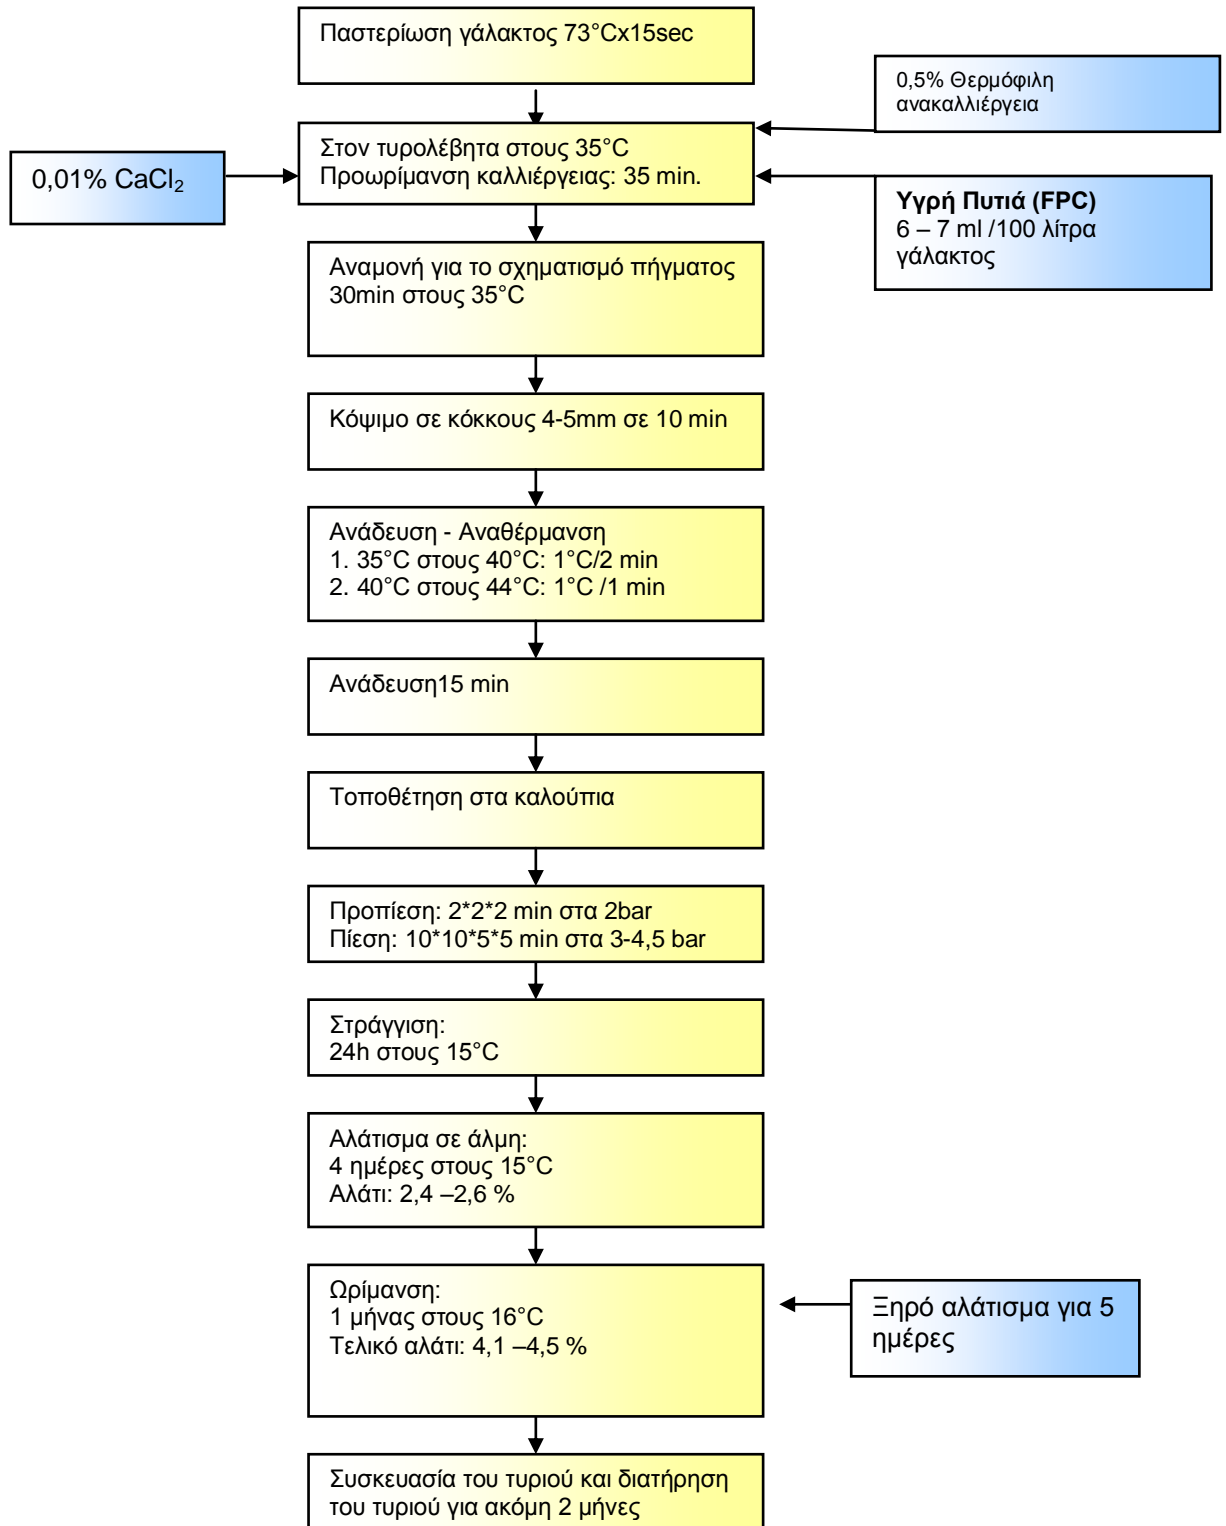 Παστερίωση γάλακτος 73°Cx15sec
0,5% Θερμόφιλη
ανακαλλιέργεια
Στον τυρολέβητα στους 35°C
Προωρίμανση καλλιέργειας: 35 min.
0,01% CaCl₂
Υγρή Πυτιά (FPC)
6 – 7 ml /100 λίτρα
γάλακτος
Αναμονή για το σχηματισμό πήγματος
30min στους 35°C
Κόψιμο σε κόκκους 4-5mm σε 10 min
Ανάδευση - Αναθέρμανση
1. 35°C στους 40°C: 1°C/2 min
2. 40°C στους 44°C: 1°C /1 min
Ανάδευση15 min
Τοποθέτηση στα καλούπια
Προπίεση: 2*2*2 min στα 2bar
Πίεση: 10*10*5*5 min στα 3-4,5 bar
Στράγγιση:
24h στους 15°C
Αλάτισμα σε άλμη:
4 ημέρες στους 15°C
Αλάτι: 2,4 –2,6 %
Ωρίμανση:
1 μήνας στους 16°C
Τελικό αλάτι: 4,1 –4,5 %
Ξηρό αλάτισμα για 5
ημέρες
Συσκευασία του τυριού και διατήρηση
του τυριού για ακόμη 2 μήνες